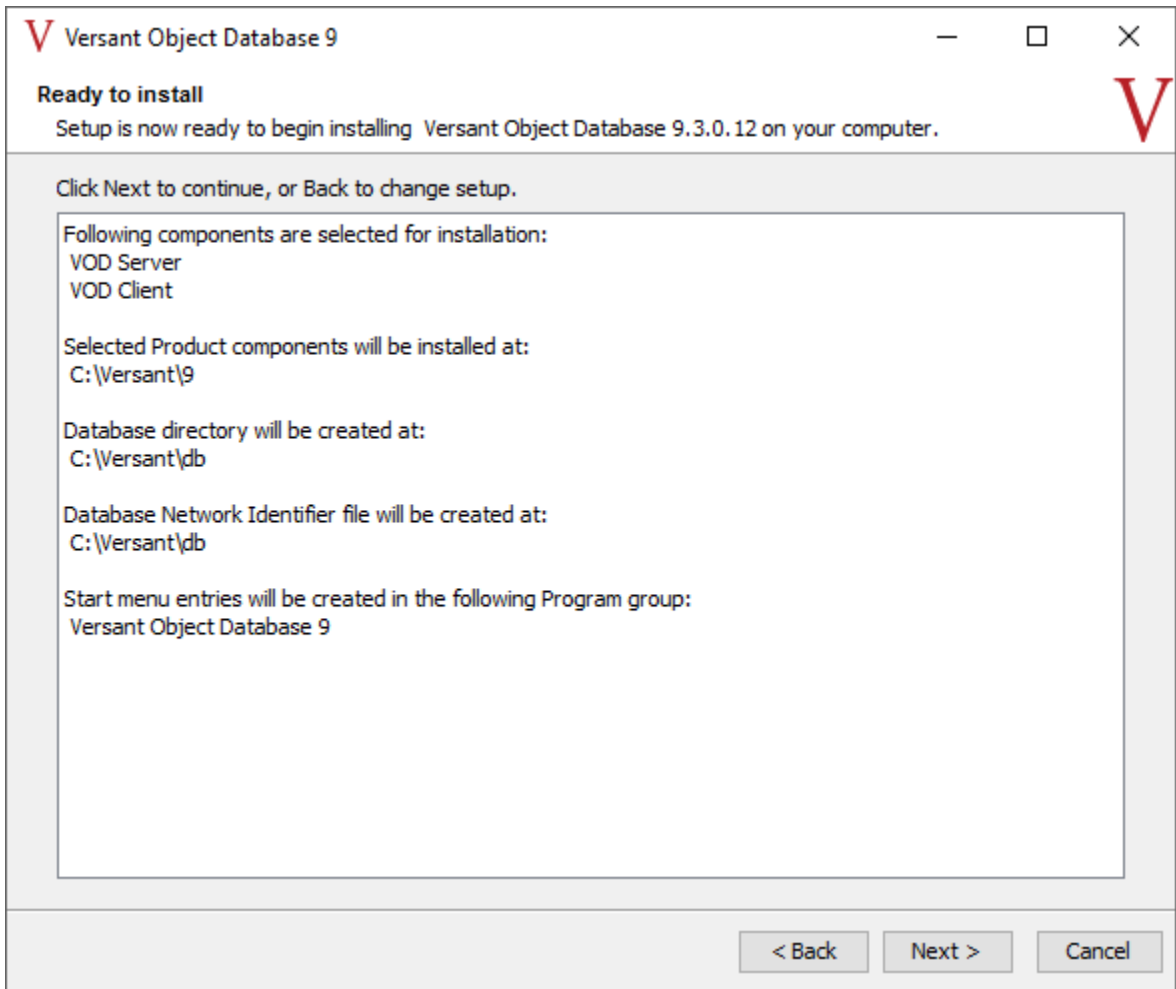 V Versant Object Database 9
Ready to install
Setup is now ready to begin installing Versant Object Database 9.3.0.12 on your computer.
V
Click Next to continue, or Back to change setup.
Following components are selected for installation:
VOD Server
VOD Client
Selected Product components will be installed at:
C:\Versant\9
Database directory will be created at:
C:\Versant\db
Database Network Identifier file will be created at:
C:\Versant\db
Start menu entries will be created in the following Program group:
Versant Object Database 9
< Back Next > Cancel